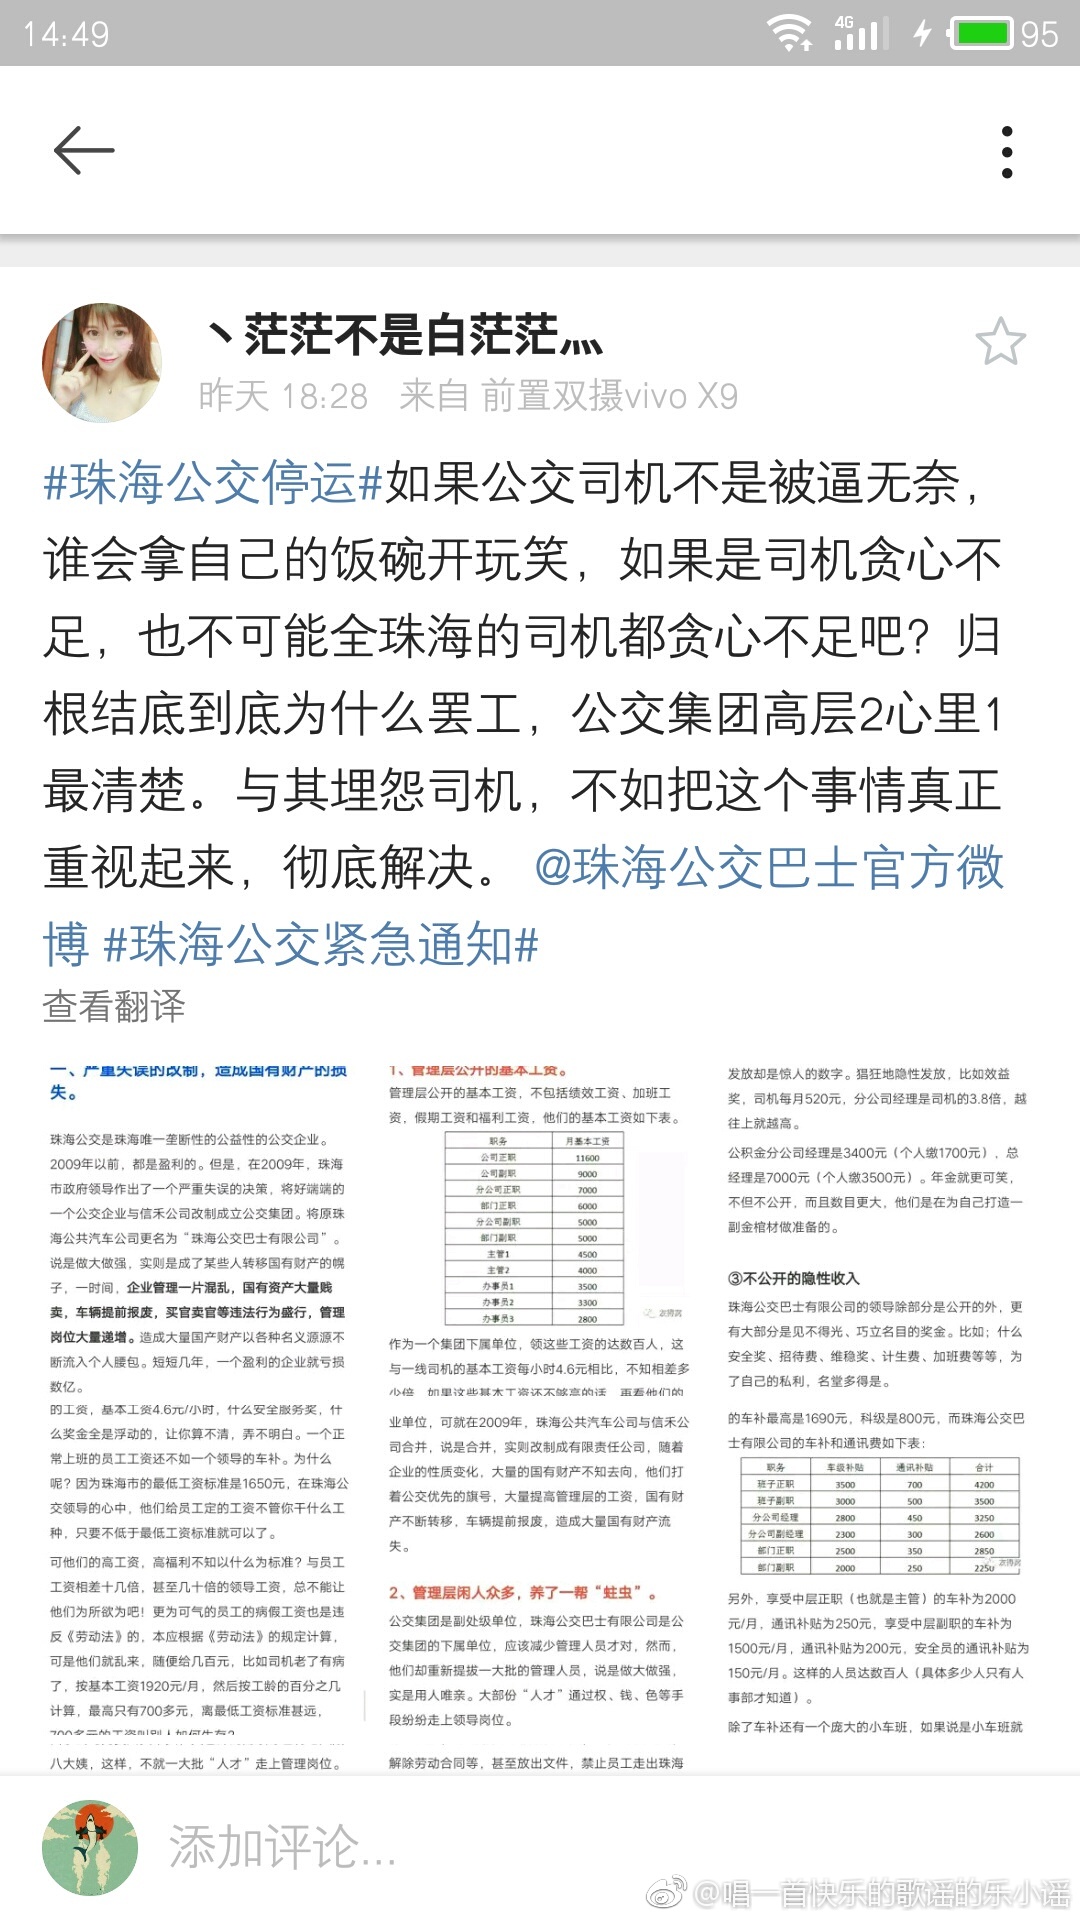 14:49
4G
95
丶茫茫不是白茫茫灬
昨天 18:28 来自 前置双摄vivo X9
#珠海公交停运#如果公交司机不是被逼无奈，
谁会拿自己的饭碗开玩笑，如果是司机贪心不
足，也不可能全珠海的司机都贪心不足吧？归
根结底到底为什么罢工，公交集团高层2心里1
最清楚。与其埋怨司机，不如把这个事情真正
重视起来，彻底解决。 @珠海公交巴士官方微
博 #珠海公交紧急通知#
查看翻译
一、严重失误的改制，造成国有财产的损
失。
珠海公交是珠海唯一垄断性的公益性的公交企业。
2009年以前，都是盈利的。但是，在2009年，珠海
市政府领导作出了一个严重失误的决策，将好端端的
一个公交企业与信禾公司改制成立公交集团。将原珠
海公共汽车公司更名为“珠海公交巴士有限公司”。
说是做大做强，实则是成了某些人转移国有财产的幌
子，一时间，企业管理一片混乱，国有资产大量贱
卖，车辆提前报废，买官卖官等违法行为盛行，管理
岗位大量递增。造成大量国产财产以各种名义源源不
断流入个人腰包。短短几年，一个盈利的企业就亏损
数亿。
的工资，基本工资4.6元/小时，什么安全服务奖，什
么奖金全是浮动的，让你算不清，弄不明白。一个正
常上班的员工工资还不如一个领导的车补。为什么
呢？因为珠海市的最低工资标准是1650元，在珠海公
交领导的心中，他们给员工定的工资不管你干什么工
种，只要不低于最低工资标准就可以了。
可他们的高工资，高福利不知以什么为标准？与员工
工资相差十几倍，甚至几十倍的领导工资，总不能让
他们为所欲为吧！更为可气的员工的病假工资也是违
反《劳动法》的，本应根据《劳动法》的规定计算，
可是他们就乱来，随便给几百元，比如司机老了有病
了，按基本工资1920元/月，然后按工龄的百分之几
计算，最高只有700多元，离最低工资标准甚远，
700多元的工资叫别人如何生存？
八大姨，这样，不就一大批“人才”走上管理岗位。
1、管理层公开的基本工资。
管理层公开的基本工资，不包括绩效工资、加班工
资，假期工资和福利工资，他们的基本工资如下表。
职务 月基本工资
公司正职 11600
公司副职 9000
分公司正职 7000
部门正职 6000
分公司副职 5000
部门副职 5000
主管1 4500
主管2 4000
办事员1 3500
办事员2 3300
办事员3 2800
作为一个集团下属单位，领这些工资的达数百人，这
与一线司机的基本工资每小时4.6元相比，不知相差多
少倍，如果这些基本工资还不够高的话，再看他们的
业单位，可就在2009年，珠海公共汽车公司与信禾公
司合并，说是合并，实则改制成有限责任公司，随着
企业的性质变化，大量的国有财产不知去向，他们打
着公交优先的旗号，大量提高管理层的工资，国有财
产不断转移，车辆提前报废，造成大量国有财产流
失。
2、管理层闲人众多，养了一帮“蛀虫”。
公交集团是副处级单位，珠海公交巴士有限公司是公
交集团的下属单位，应该减少管理人员才对，然而，
他们却重新提拔一大批的管理人员，说是做大做强，
实是用人唯亲。大部份“人才”通过权、钱、色等手
段纷纷走上领导岗位。
解除劳动合同等，甚至放出文件，禁止员工走出珠海
发放却是惊人的数字。猖狂地隐性发放，比如效益
奖，司机每月520元，分公司经理是司机的3.8倍，越
往上就越高。
公积金分公司经理是3400元（个人缴1700元），总
经理是7000元（个人缴3500元）。年金就更可笑，
不但不公开，而且数目更大，他们是在为自己打造一
副金棺材做准备的。
③不公开的隐性收入
珠海公交巴士有限公司的领导除部分是公开的外，更
有大部分是见不得光、巧立名目的奖金。比如；什么
安全奖、招待费、维稳奖、计生费、加班费等等，为
了自己的私利，名堂多得是。
的车补最高是1690元，科级是800元，而珠海公交巴
士有限公司的车补和通讯费如下表：
职务 车级补贴 通讯补贴 合计
班子正职 3500 700 4200
班子副职 3000 500 3500
分公司经理 2800 450 3250
分公司副经理 2300 300 2600
部门正职 2500 350 2850
部门副职 2000 250 2250
另外，享受中层正职（也就是主管）的车补为2000
元/月，通讯补贴为250元，享受中层副职的车补为
1500元/月，通讯补贴为200元，安全员的通讯补贴为
150元/月。这样的人员达数百人（具体多少人只有人
事部才知道）。
除了车补还有一个庞大的小车班，如果说是小车班就
添加评论...
@唱一首快乐的歌谣的乐小谣